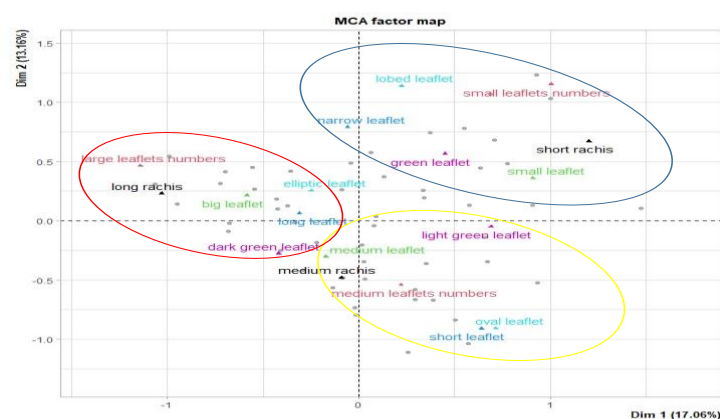 MCA factor map
Dim 2 (13.16%)
1.5
1.0
0.5
0.0
-0.5
-1.0
lobed leaflet
small leaflets numbers
narrow leaflet
short rachis
green leaflet
small leaflet
large leaflets numbers
long rachis
elliptic leaflet
big leaflet
long leaflet
light green leaflet
dark green leaflet
medium leaflet
medium rachis
medium leaflets numbers
oval leaflet
short leaflet
-1
0
1
Dim 1 (17.06%)